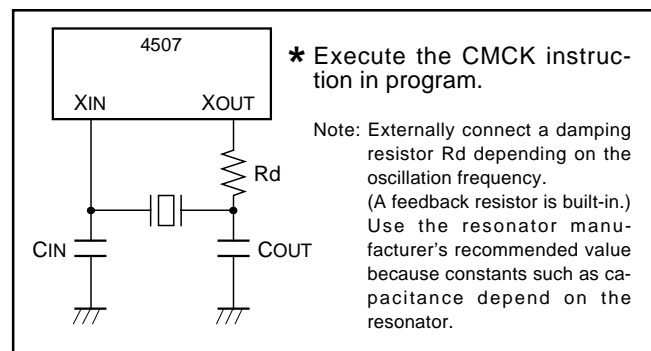 4507
XIN
XOUT
Rd
CIN
COUT
* Execute the CMCK instruc-
tion in program.
Note: Externally connect a damping
resistor Rd depending on the
oscillation frequency.
(A feedback resistor is built-in.)
Use the resonator manu-
facturer's recommended value
because constants such as ca-
pacitance depend on the
resonator.